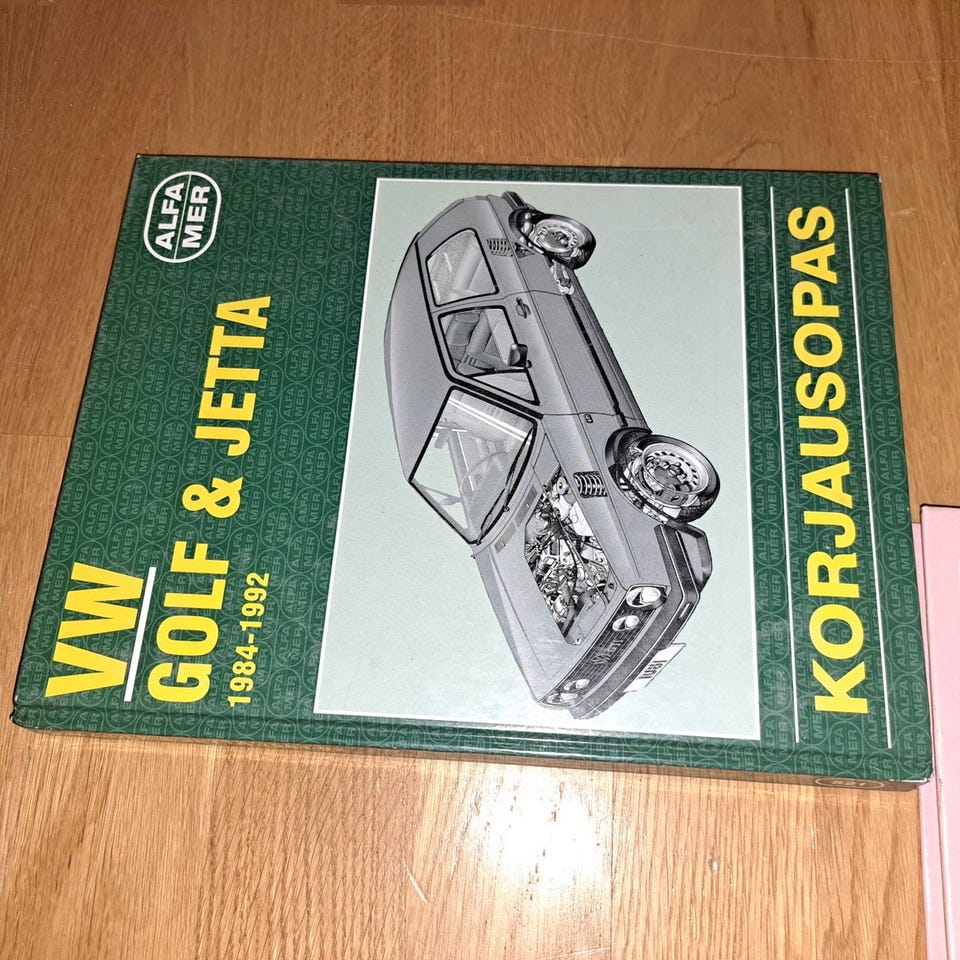 ALFA
MER
VW
GOLF & JETTA
1984-1992
KORJAUSOPAS